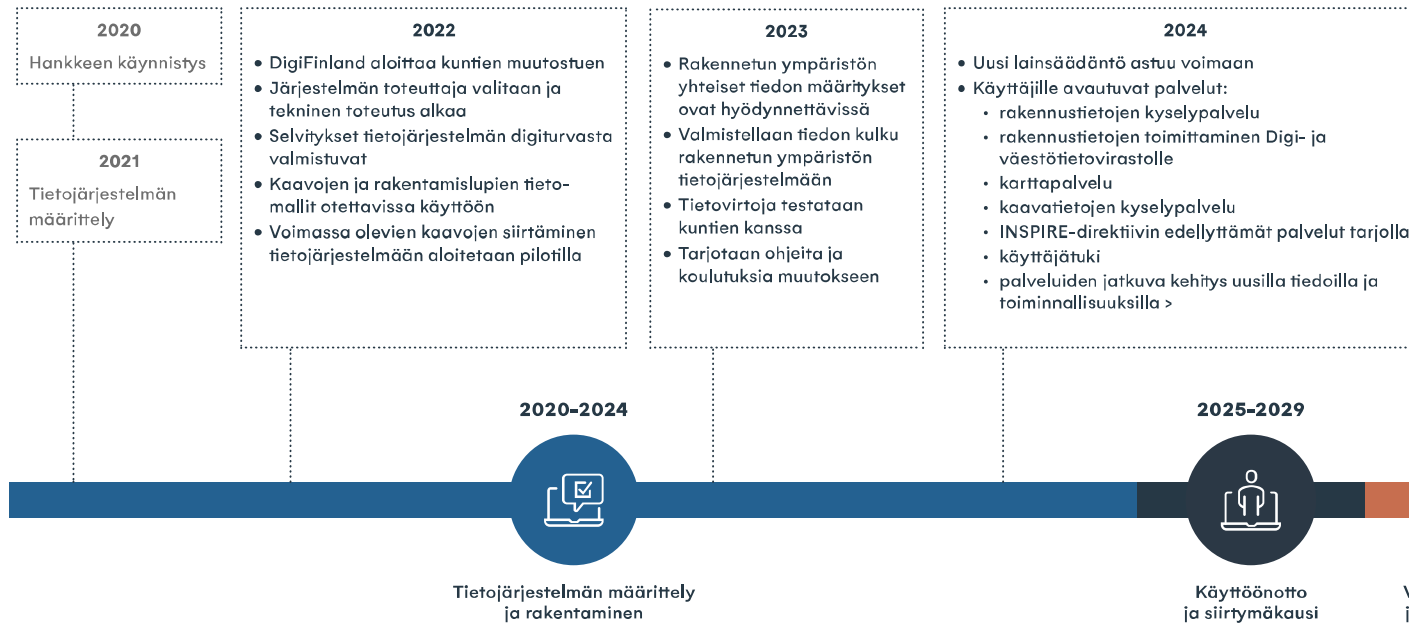 2020
Hankkeen käynnistys
2021
Tietojärjestelmän
määrittely
2022
• DigiFinland aloittaa kuntien muutostuen
• Järjestelmän toteuttaja valitaan ja
tekninen toteutus alkaa
• Selvitykset tietojärjestelmän digiturvasta
valmistuvat
• Kaavojen ja rakentamislupien tieto-
mallit otettavissa käyttöön
• Voimassa olevien kaavojen siirtäminen
tietojärjestelmään aloitetaan pilotilla
2023
• Rakennetun ympäristön
yhteiset tiedon määritykset
ovat hyödynnettävissä
• Valmistellaan tiedon kulku
rakennetun ympäristön
tietojärjestelmään
• Tietovirtoja testataan
kuntien kanssa
• Tarjotaan ohjeita ja
koulutuksia muutokseen
2024
• Uusi lainsäädäntö astuu voimaan
• Käyttäjille avautuvat palvelut:
• rakennustietojen kyselypalvelu
• rakennustietojen toimittaminen Digi- ja
väestötietovirastolle
• karttapalvelu
• kaavatietojen kyselypalvelu
• INSPIRE-direktiivin edellyttämät palvelut tarjolla
• käyttäjätuki
• palveluiden jatkuva kehitys uusilla tiedoilla ja
toiminnallisuuksilla >
2020–2024
Tietojärjestelmän määrittely
ja rakentaminen
2025–2029
Käyttöönotto
ja siirtymäkausi